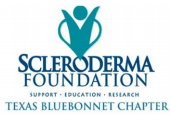 SCLERODERMA
FOUNDATION
SUPPORT • EDUCATION • RESEARCH
TEXAS BLUEBONNET CHAPTER